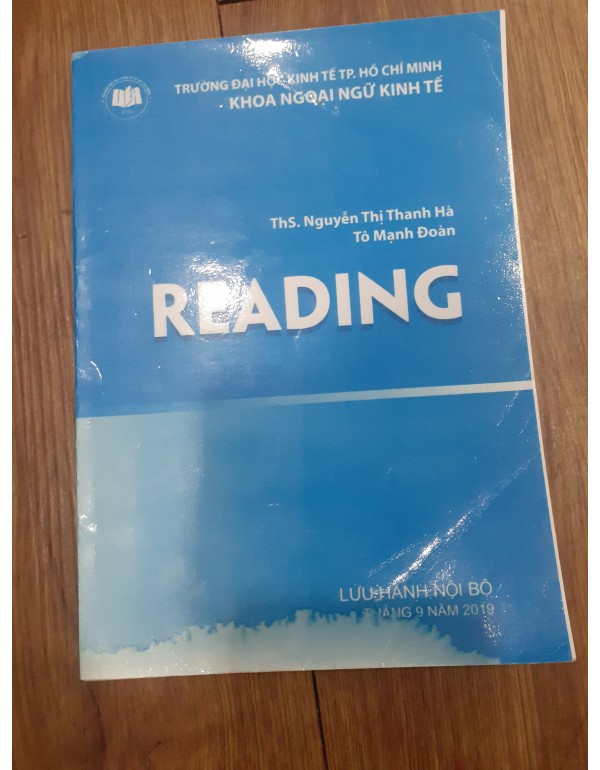 TRƯỜNG ĐẠI HỌC KINH TẾ TP. HỒ CHÍ MINH
KHOA NGOẠI NGỮ KINH TẾ
ThS. Nguyễn Thị Thanh Hà
Tô Mạnh Đoàn
READING
LƯU HÀNH NỘI BỘ
THÁNG 9 NĂM 2019